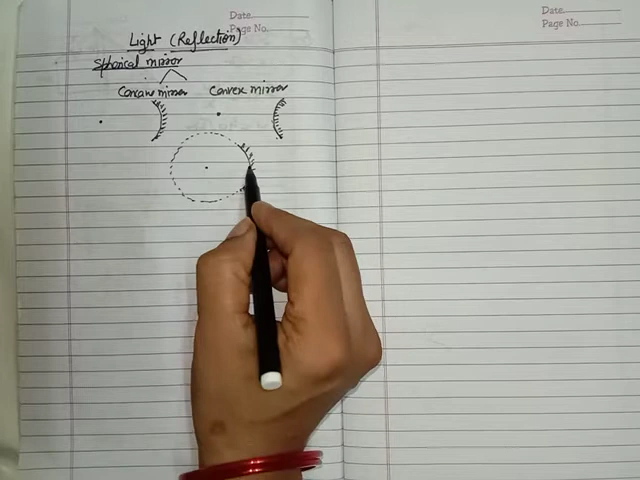 Date
Page No.
Date
Page No.
Light (Reflection)
Spherical mirror
Concave mirror Convex mirror